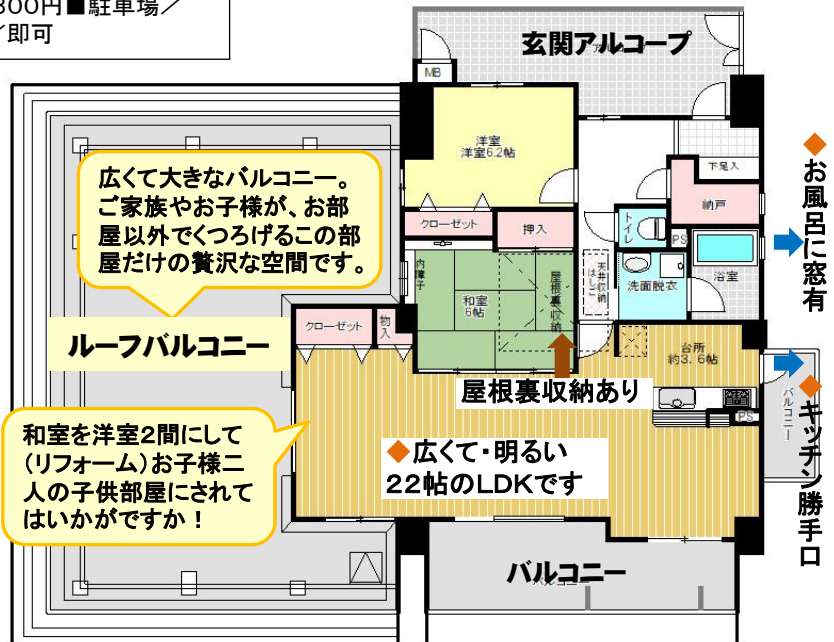 300円■駐車場／
／即可
玄関アルコープ
MB
洋室
洋室6.2帖
下足入
納戸
トイレ
PS
クローゼット
押入
広くて大きなバルコニー。
ご家族やお子様が、お部
屋以外でくつろげるこの部
屋だけの贅沢な空間です。
◆お風呂に窓有
内障子
和室
6帖
屋根裏収納
天井収納
はしご
洗面脱衣
浴室
ルーフバルコニー
クローゼット
物入
台所
約3.6帖
屋根裏収納あり
PS
バルコニー
◆キッチン勝手口
和室を洋室2間にして
（リフォーム）お子様二
人の子供部屋にされて
はいかがですか！
◆広くて・明るい
22帖のLDKです
バルコニー